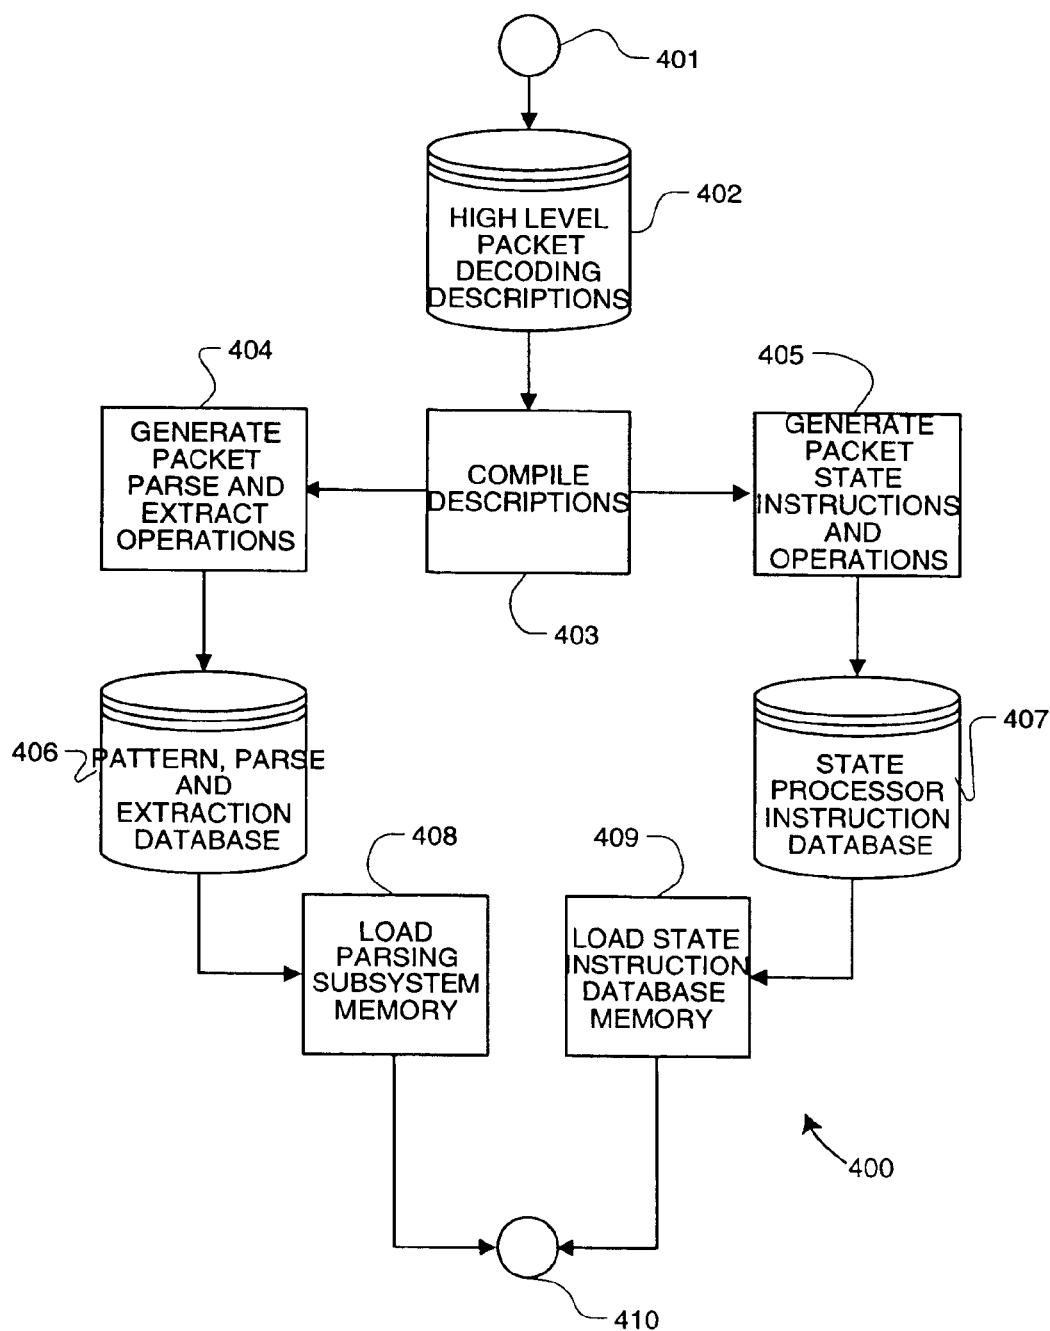 401
402
HIGH LEVEL
PACKET
DECODING
DESCRIPTIONS
404
405
GENERATE
PACKET
PARSE AND
EXTRACT
OPERATIONS
COMPILE
DESCRIPTIONS
GENERATE
PACKET
STATE
INSTRUCTIONS
AND
OPERATIONS
403
406
PATTERN, PARSE
AND
EXTRACTION
DATABASE
407
STATE
PROCESSOR
INSTRUCTION
DATABASE
408
409
LOAD
PARSING
SUBSYSTEM
MEMORY
LOAD STATE
INSTRUCTION
DATABASE
MEMORY
400
410